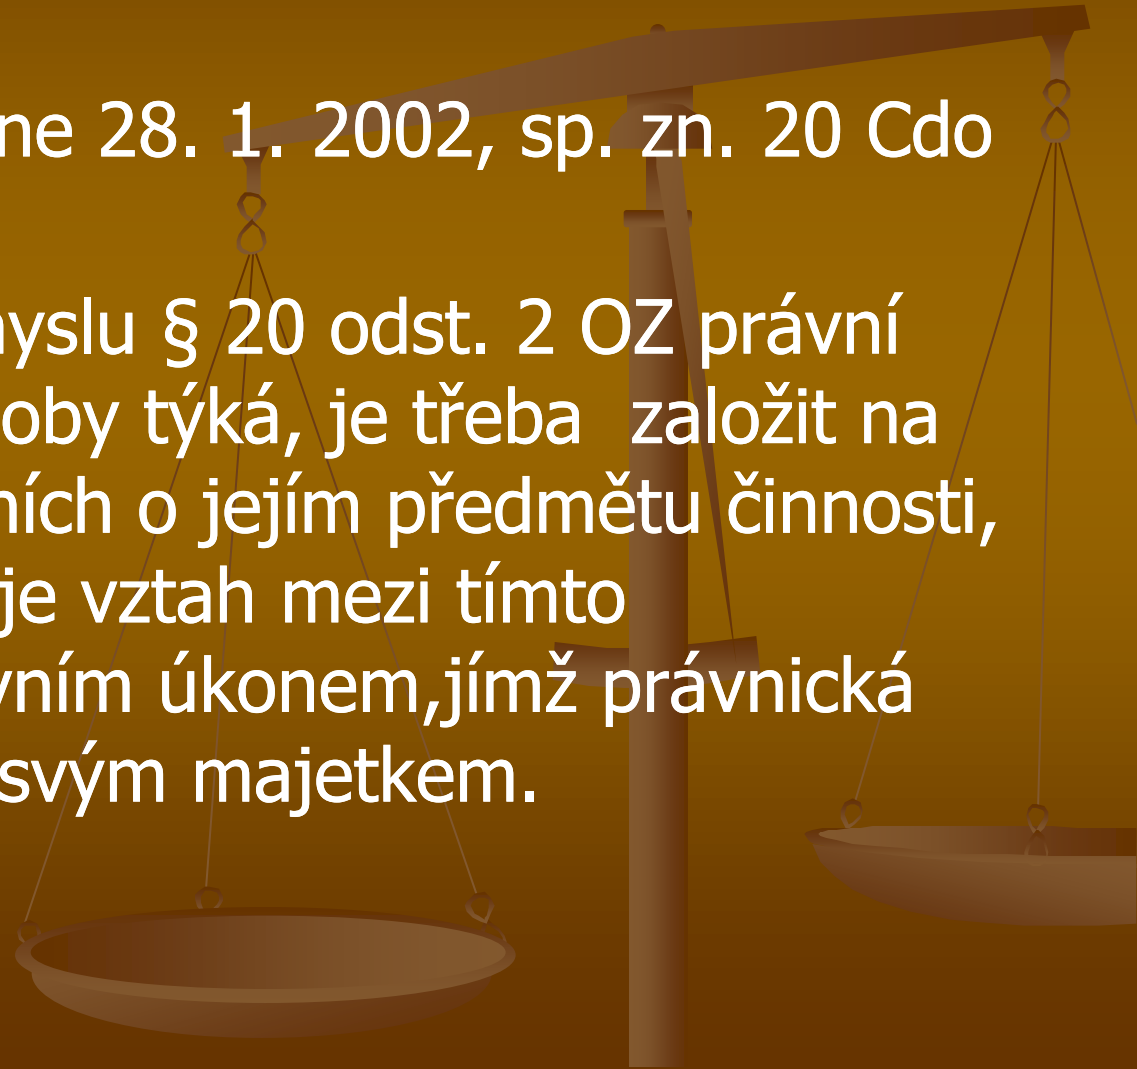 ne 28. 1. 2002, sp. zn. 20 Cdo
yslu § 20 odst. 2 OZ právní
oby týká, je třeba  založit na
ních o jejím předmětu činnosti,
je vztah mezi tímto
vním úkonem,jímž právnická
svým majetkem.